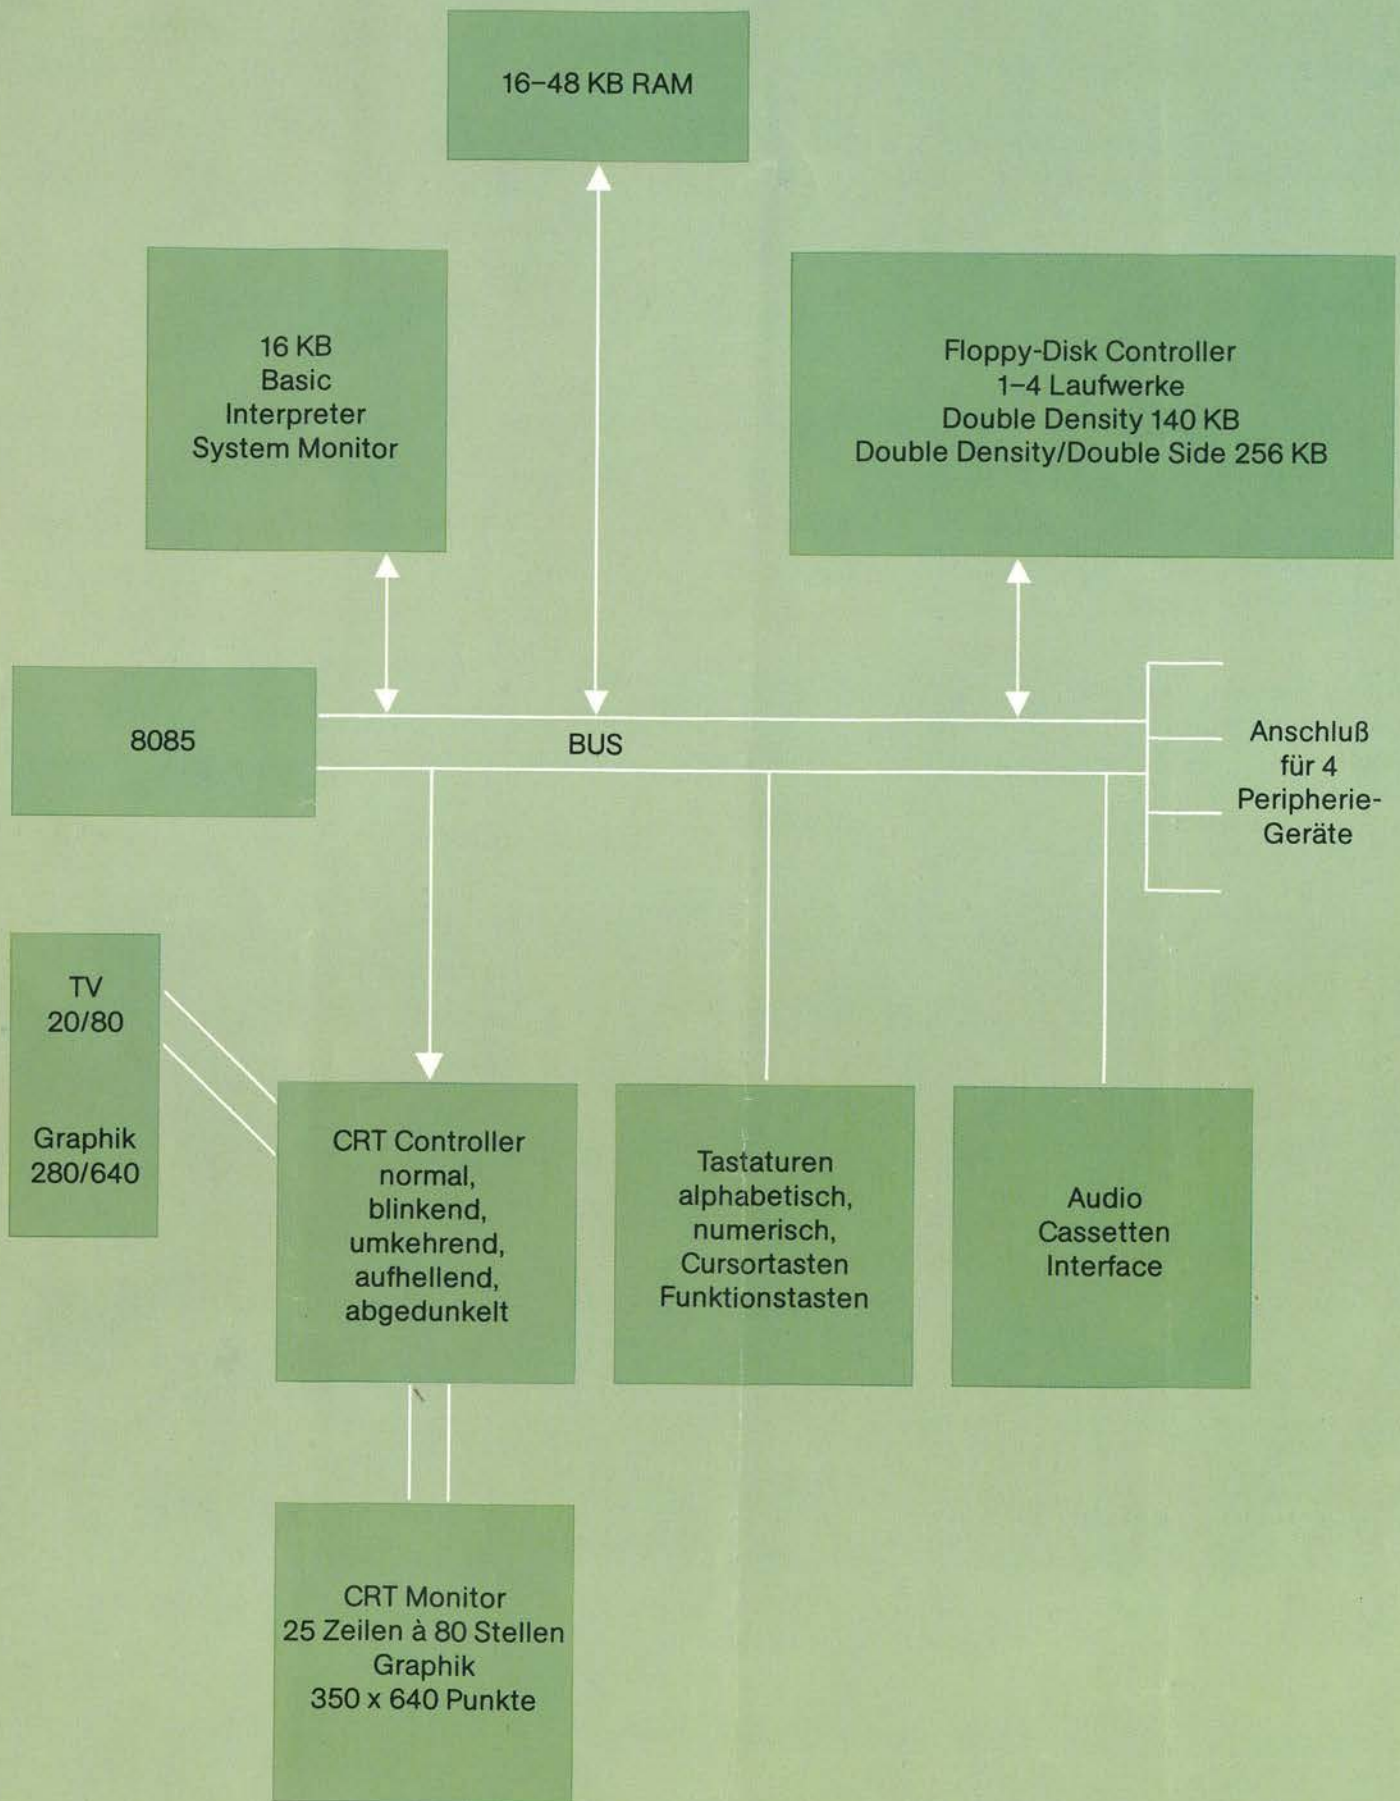 16–48 KB RAM
16 KB
Basic
Interpreter
System Monitor
Floppy-Disk Controller
1–4 Laufwerke
Double Density 140 KB
Double Density/Double Side 256 KB
8085
BUS
Anschluß
für 4
Peripherie-
Geräte
TV
20/80
Graphik
280/640
CRT Controller
normal,
blinkend,
umkehrend,
aufhellend,
abgedunkelt
Tastaturen
alphabetisch,
numerisch,
Cursortasten
Funktionstasten
Audio
Cassetten
Interface
CRT Monitor
25 Zeilen à 80 Stellen
Graphik
350 x 640 Punkte